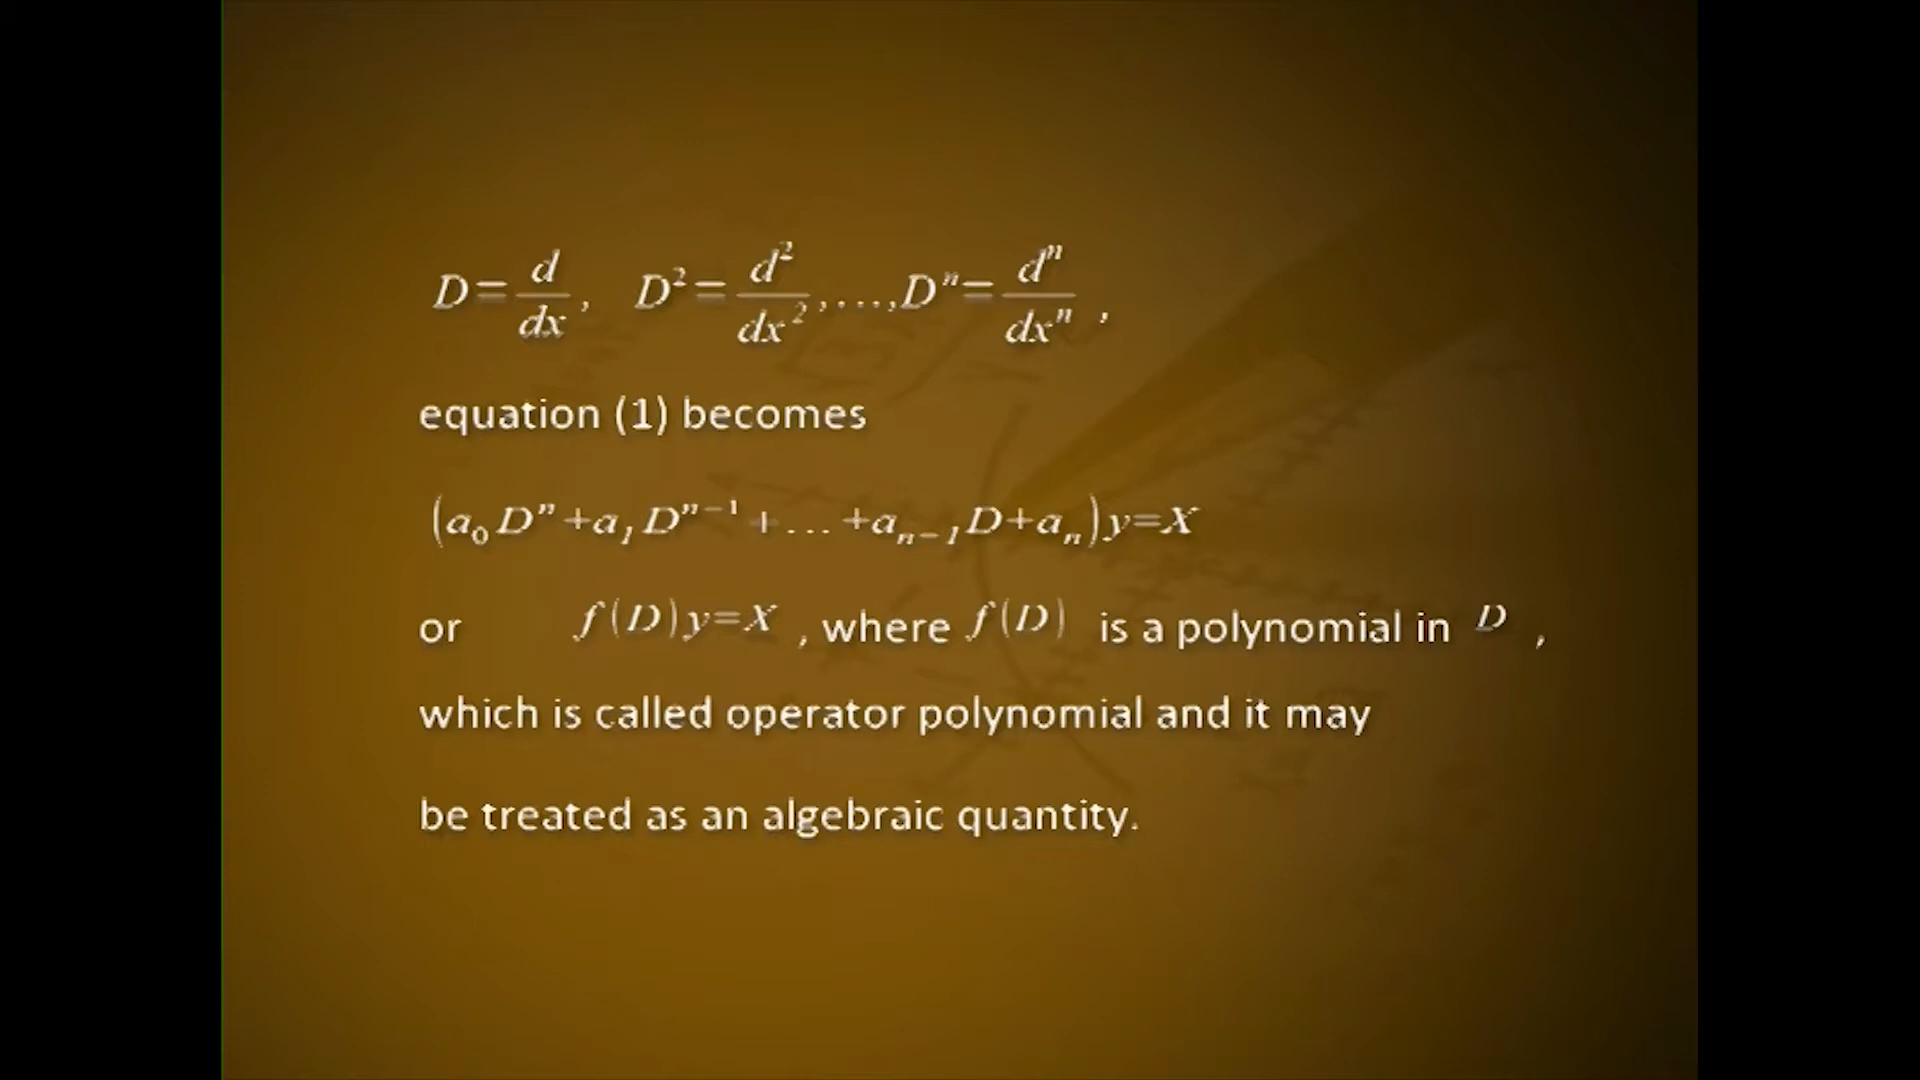 D = d/dx, D² = d²/dx², ...., Dⁿ = dⁿ/dxⁿ ,
equation (1) becomes
(a₀Dⁿ + a₁Dⁿ⁻¹ + ... + aₙ₋₁D + aₙ)y = X
or f(D)y = X , where f(D) is a polynomial in D ,
which is called operator polynomial and it may
be treated as an algebraic quantity.